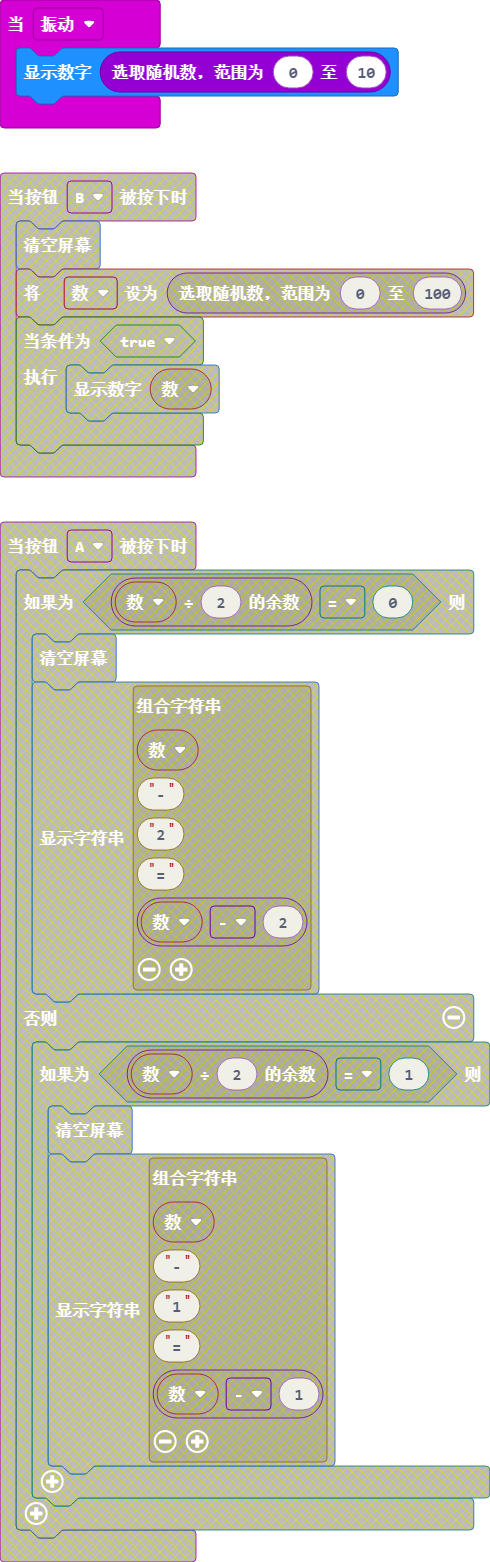 当 振动
显示数字 选取随机数，范围为 0 至 10
当按钮 B 被按下时
清空屏幕
将 数 设为 选取随机数，范围为 0 至 100
当条件为 true
执行 显示数字 数
当按钮 A 被按下时
如果为 数 ÷ 2 的余数 = 0 则
清空屏幕
显示字符串
组合字符串
数
"-"
"2"
"="
数 - 2
否则
如果为 数 ÷ 2 的余数 = 1 则
清空屏幕
显示字符串
组合字符串
数
"-"
"1"
"="
数 - 1